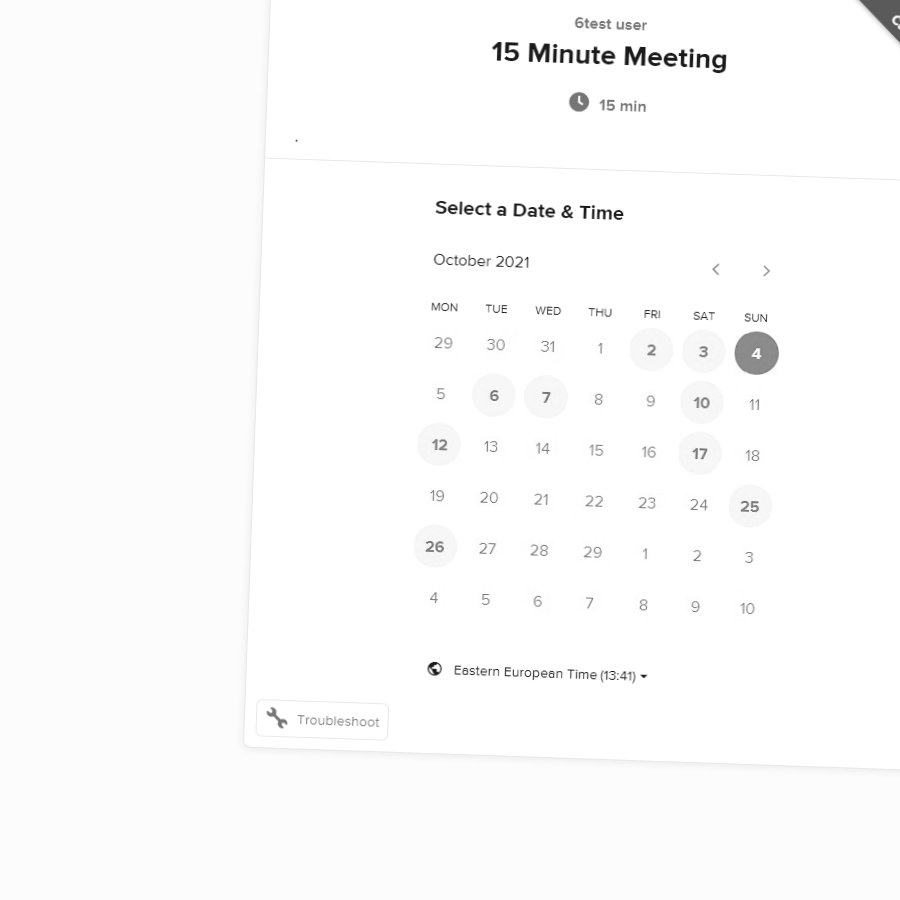 6test user
15 Minute Meeting
15 min
.
Select a Date & Time
October 2021
MON TUE WED THU FRI SAT SUN
29 30 31 1 2 3 4
5 6 7 8 9 10 11
12 13 14 15 16 17 18
19 20 21 22 23 24 25
26 27 28 29 1 2 3
4 5 6 7 8 9 10
Eastern European Time (13:41)
Troubleshoot